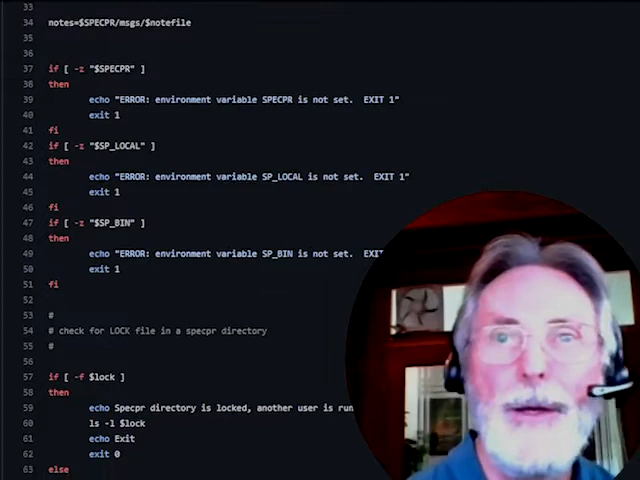 33
34 notes=$SPECPR/msgs/$notefile
35
36
37 if [ -z "$SPECPR" ]
38 then
39 echo "ERROR: environment variable SPECPR is not set.  EXIT 1"
40 exit 1
41 fi
42 if [ -z "$SP_LOCAL" ]
43 then
44 echo "ERROR: environment variable SP_LOCAL is not set.  EXIT 1"
45 exit 1
46 fi
47 if [ -z "$SP_BIN" ]
48 then
49 echo "ERROR: environment variable SP_BIN is not set.  EXIT
50 exit 1
51 fi
52
53 #
54 # check for LOCK file in a specpr directory
55 #
56
57 if [ -f $lock ]
58 then
59 echo Specpr directory is locked, another user is run
60 ls -l $lock
61 echo Exit
62 exit 0
63 else